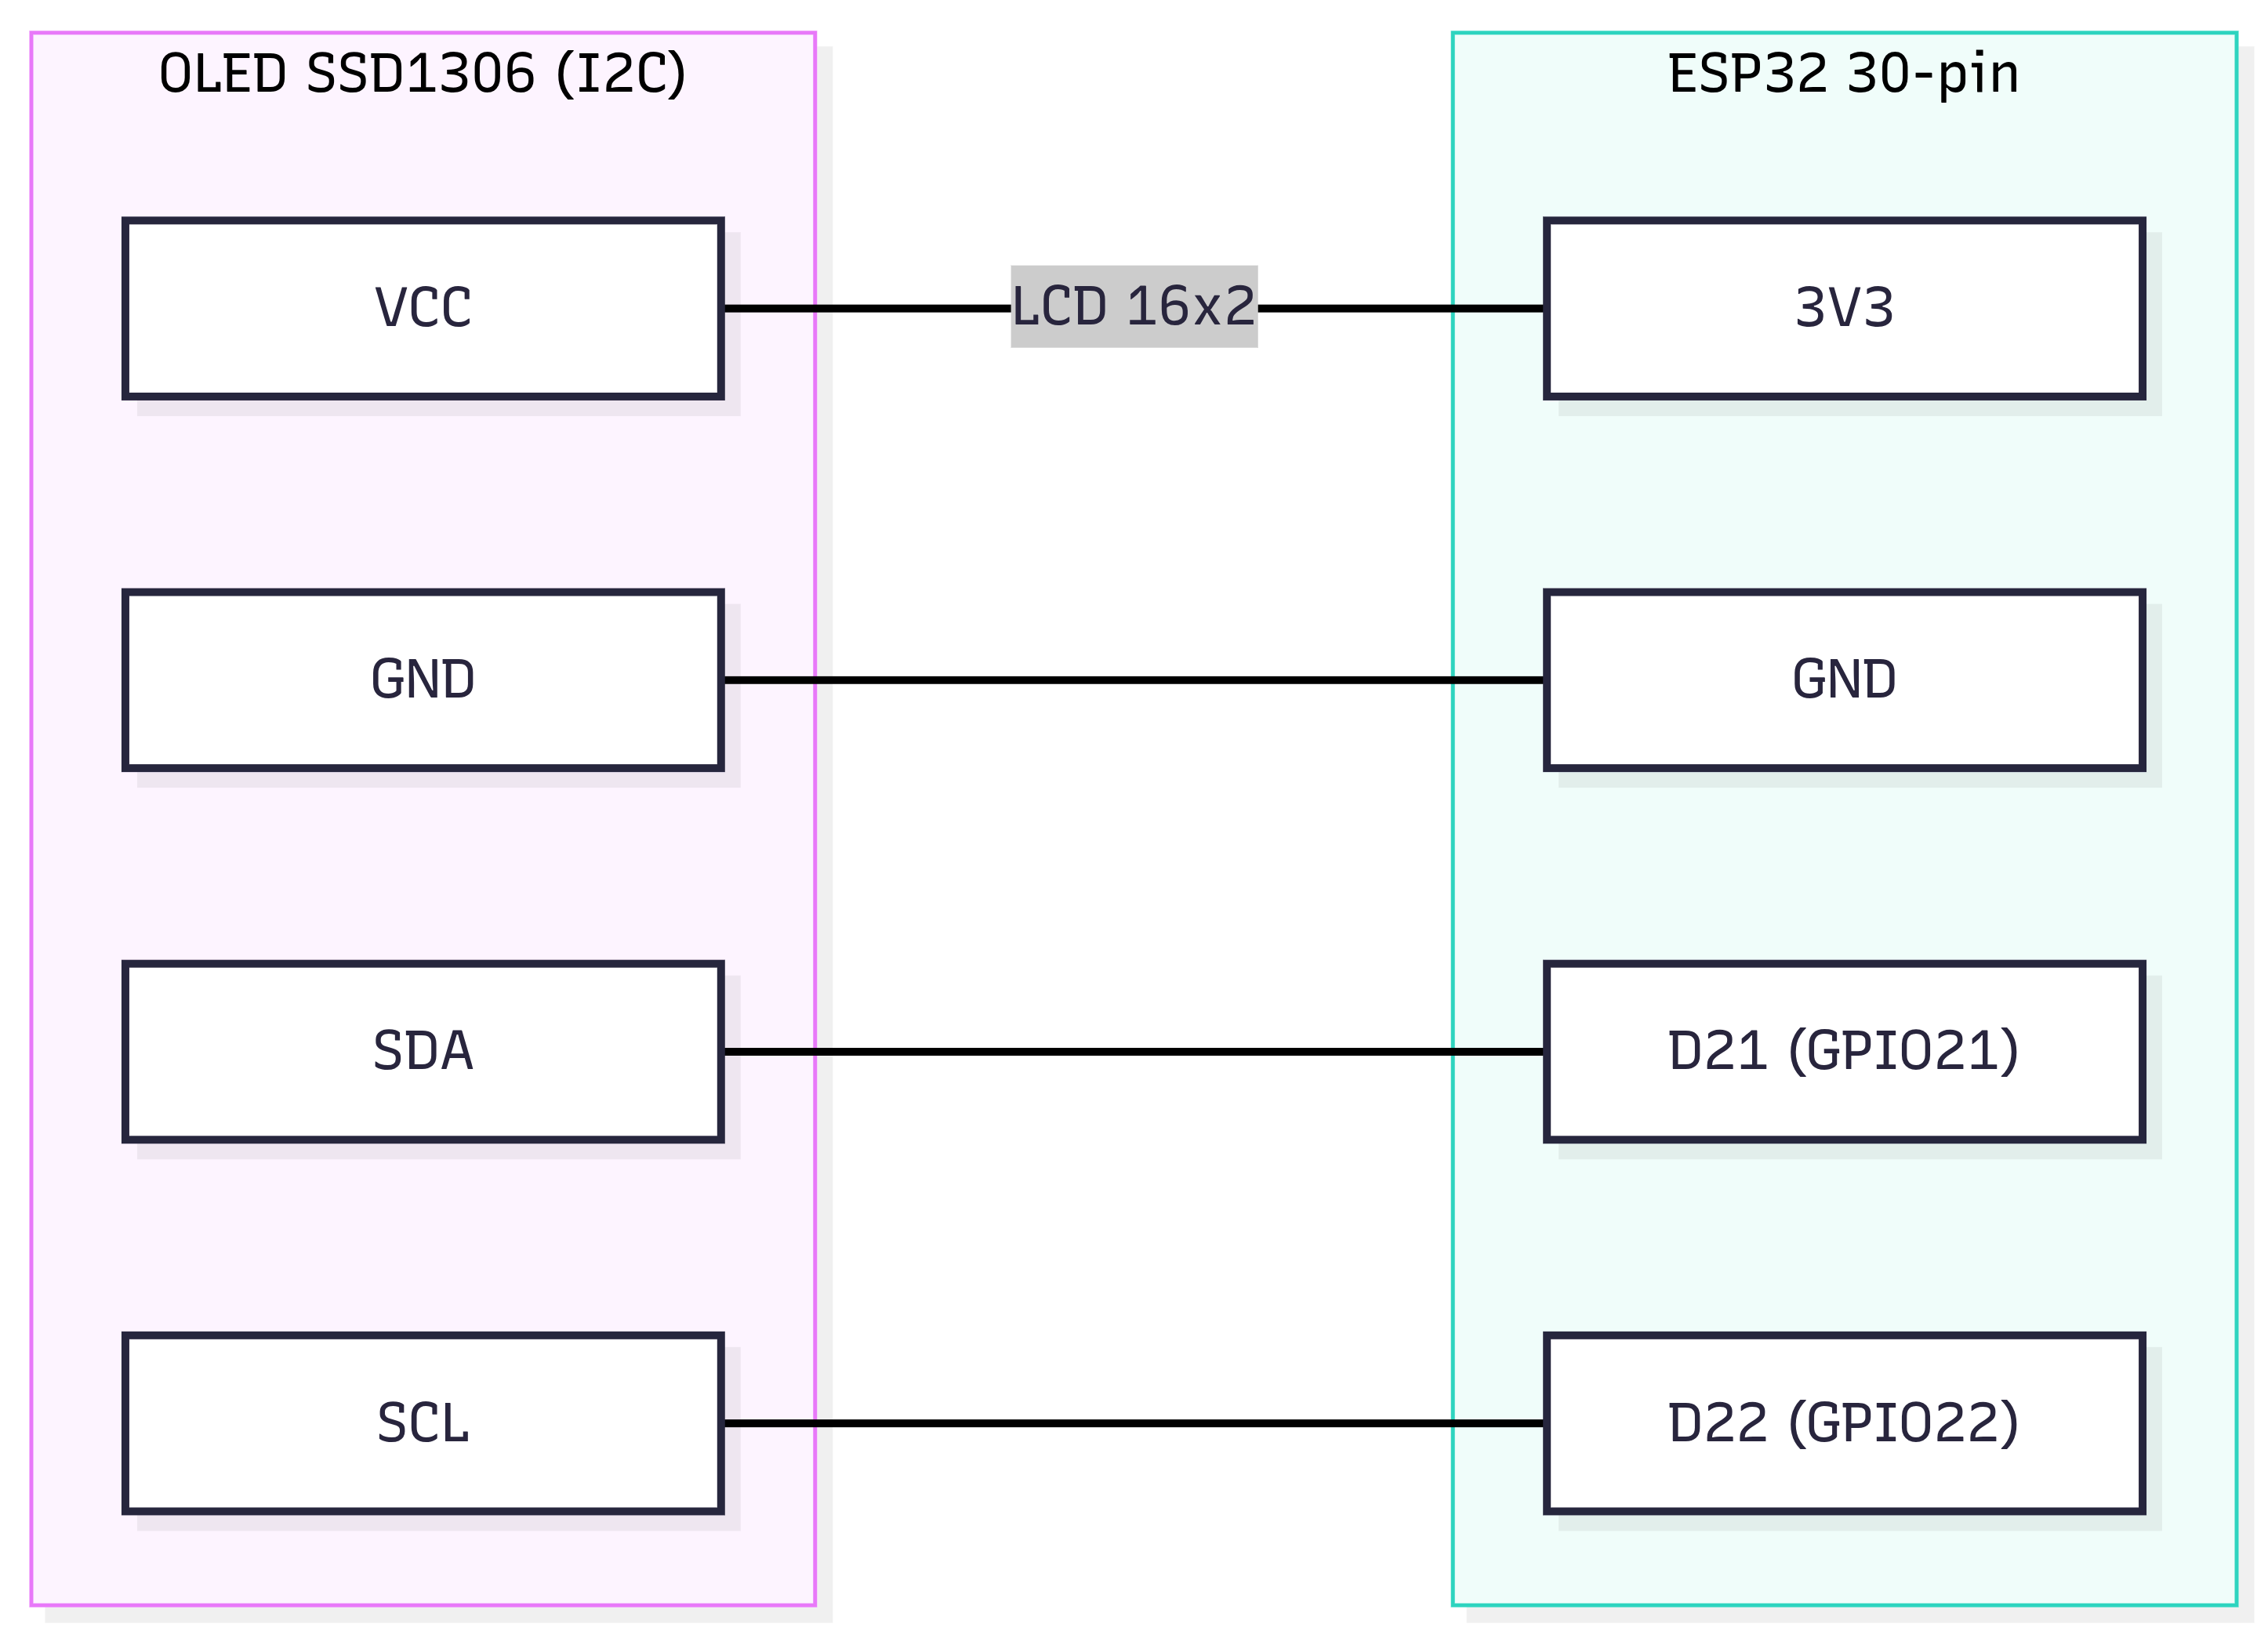 OLED SSD1306 (I2C)
ESP32 30-pin
VCC
LCD 16x2
3V3
GND
GND
SDA
D21 (GPIO21)
SCL
D22 (GPIO22)